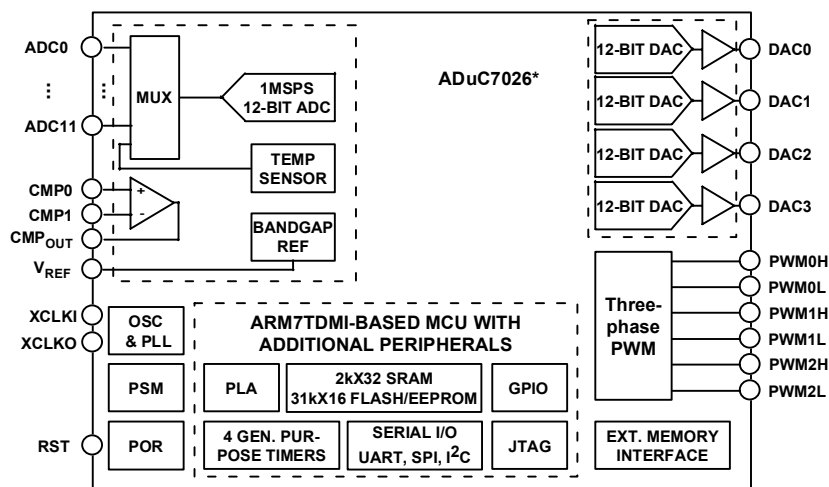 ADC0
... ...
ADC11
CMP0
CMP1
CMPOUT
VREF
XCLKI
XCLKO
RST
MUX
1MSPS
12-BIT ADC
TEMP
SENSOR
+
-
BANDGAP
REF
ADuC7026*
12-BIT DAC
12-BIT DAC
12-BIT DAC
12-BIT DAC
DAC0
DAC1
DAC2
DAC3
Three-
phase
PWM
PWM0H
PWM0L
PWM1H
PWM1L
PWM2H
PWM2L
OSC
& PLL
PSM
POR
ARM7TDMI-BASED MCU WITH
ADDITIONAL PERIPHERALS
PLA
2kX32 SRAM
31kX16 FLASH/EEPROM
GPIO
4 GEN. PUR-
POSE TIMERS
SERIAL I/O
UART, SPI, I²C
JTAG
EXT. MEMORY
INTERFACE